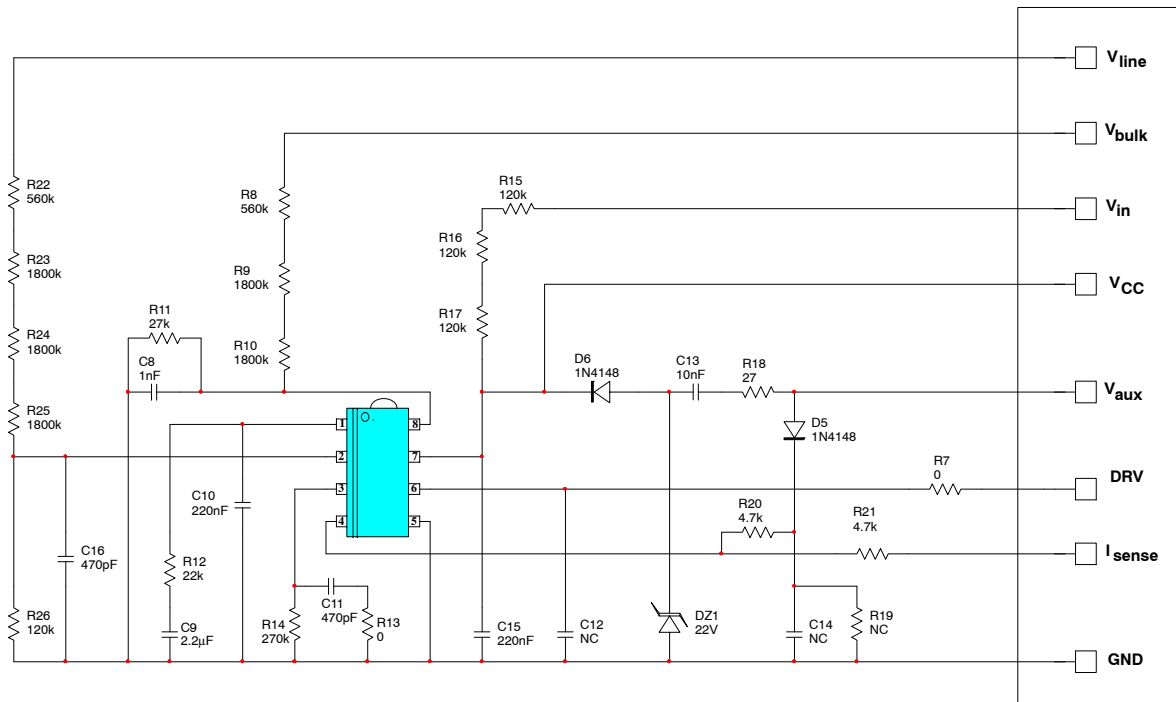 Vline
Vbulk
R22
560k
R8
560k
R15
120k
Vin
R16
120k
R23
1800k
R9
1800k
VCC
R17
120k
R11
27k
R24
1800k
R10
1800k
C8
1nF
D6
1N4148
C13
10nF
R18
27
Vaux
R25
1800k
D5
1N4148
1
8
2
7
3
6
4
5
R7
0
DRV
C10
220nF
R20
4.7k
R21
4.7k
Isense
C16
470pF
R12
22k
R26
120k
C9
2.2µF
R14
270k
C11
470pF
R13
0
C15
220nF
C12
NC
DZ1
22V
C14
NC
R19
NC
GND